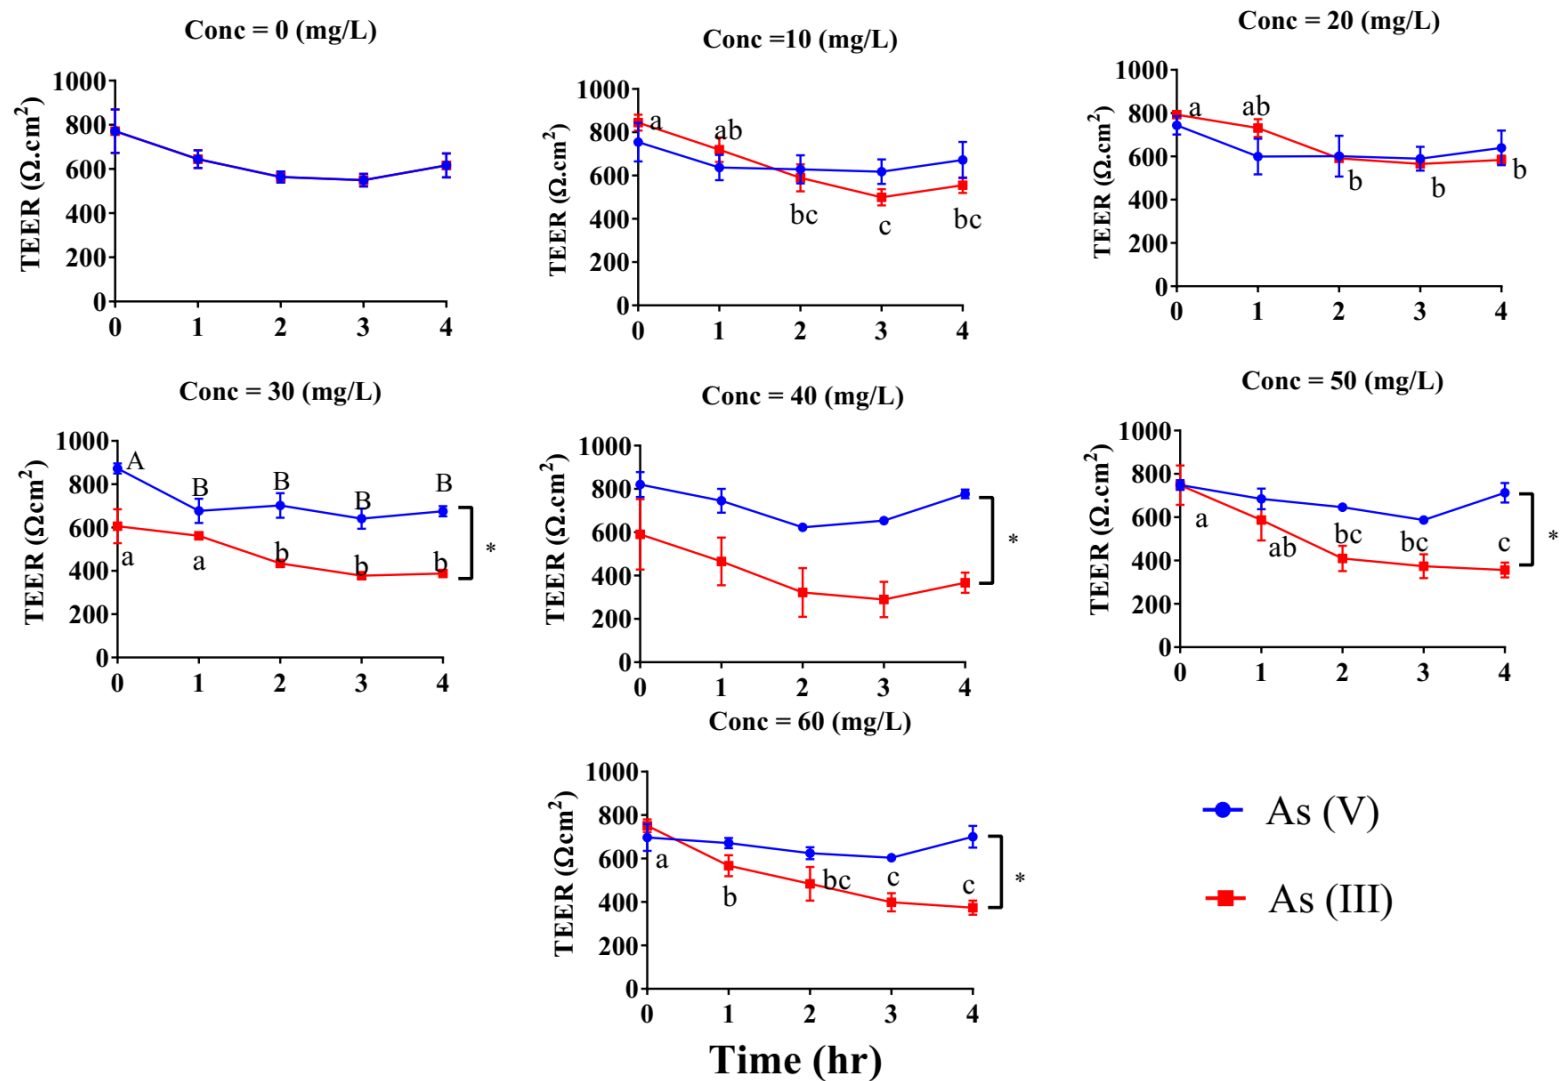 Conc = 0 (mg/L)
TEER (Ω.cm²)
1000
800
600
400
200
0
0 1 2 3 4
Conc =10 (mg/L)
TEER (Ω.cm²)
1000
800
600
400
200
0
a ab bc c bc
0 1 2 3 4
Conc = 20 (mg/L)
TEER (Ω.cm²)
1000
800
600
400
200
0
a ab b b b
0 1 2 3 4
Conc = 30 (mg/L)
TEER (Ωcm²)
1000
800
600
400
200
0
A B B B B
a a b b b
*
0 1 2 3 4
Conc = 40 (mg/L)
TEER (Ω.cm²)
1000
800
600
400
200
0
*
0 1 2 3 4
Conc = 50 (mg/L)
TEER (Ω.cm²)
1000
800
600
400
200
0
a ab bc bc c
*
0 1 2 3 4
Conc = 60 (mg/L)
TEER (Ωcm²)
1000
800
600
400
200
0
a b bc c c
*
0 1 2 3 4
Time (hr)
As (V)
As (III)